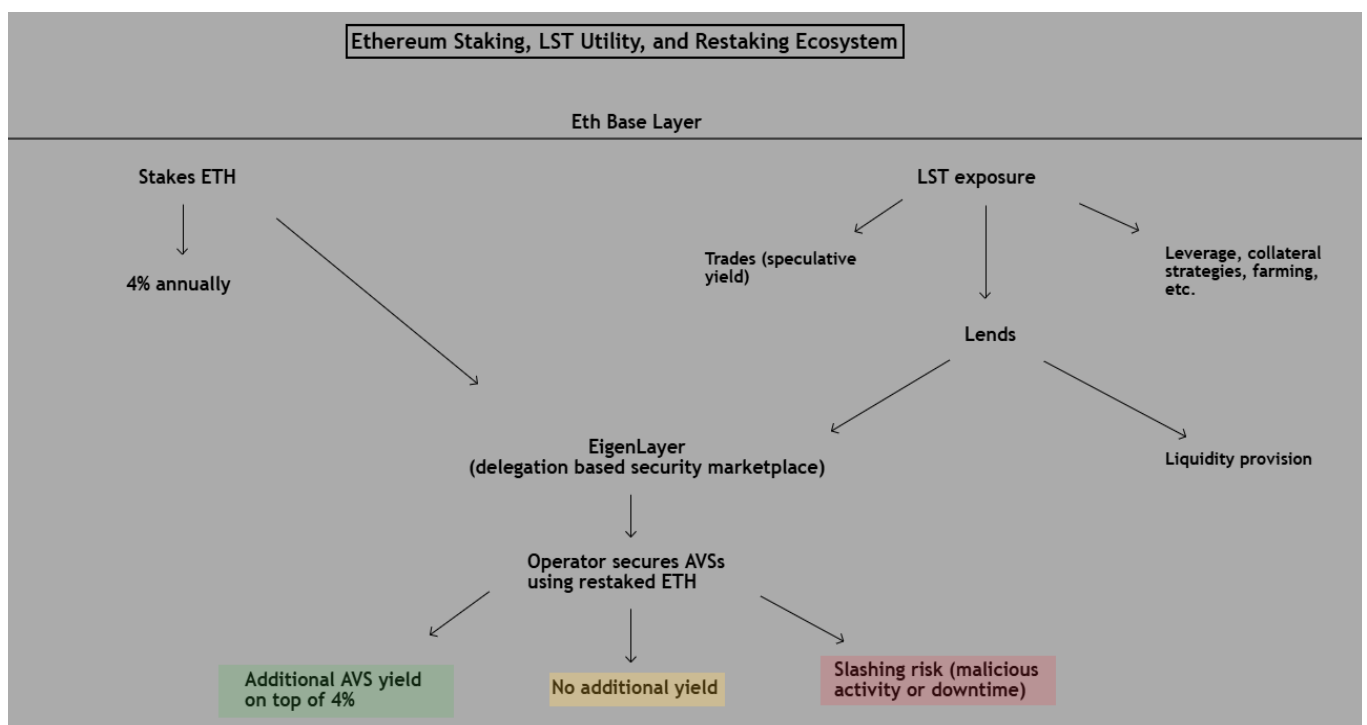 Ethereum Staking, LST Utility, and Restaking Ecosystem
Eth Base Layer
Stakes ETH
LST exposure
4% annually
Trades (speculative
yield)
Leverage, collateral
strategies, farming,
etc.
Lends
EigenLayer
(delegation based security marketplace)
Liquidity provision
Operator secures AVSs
using restaked ETH
Additional AVS yield
on top of 4%
No additional yield
Slashing risk (malicious
activity or downtime)